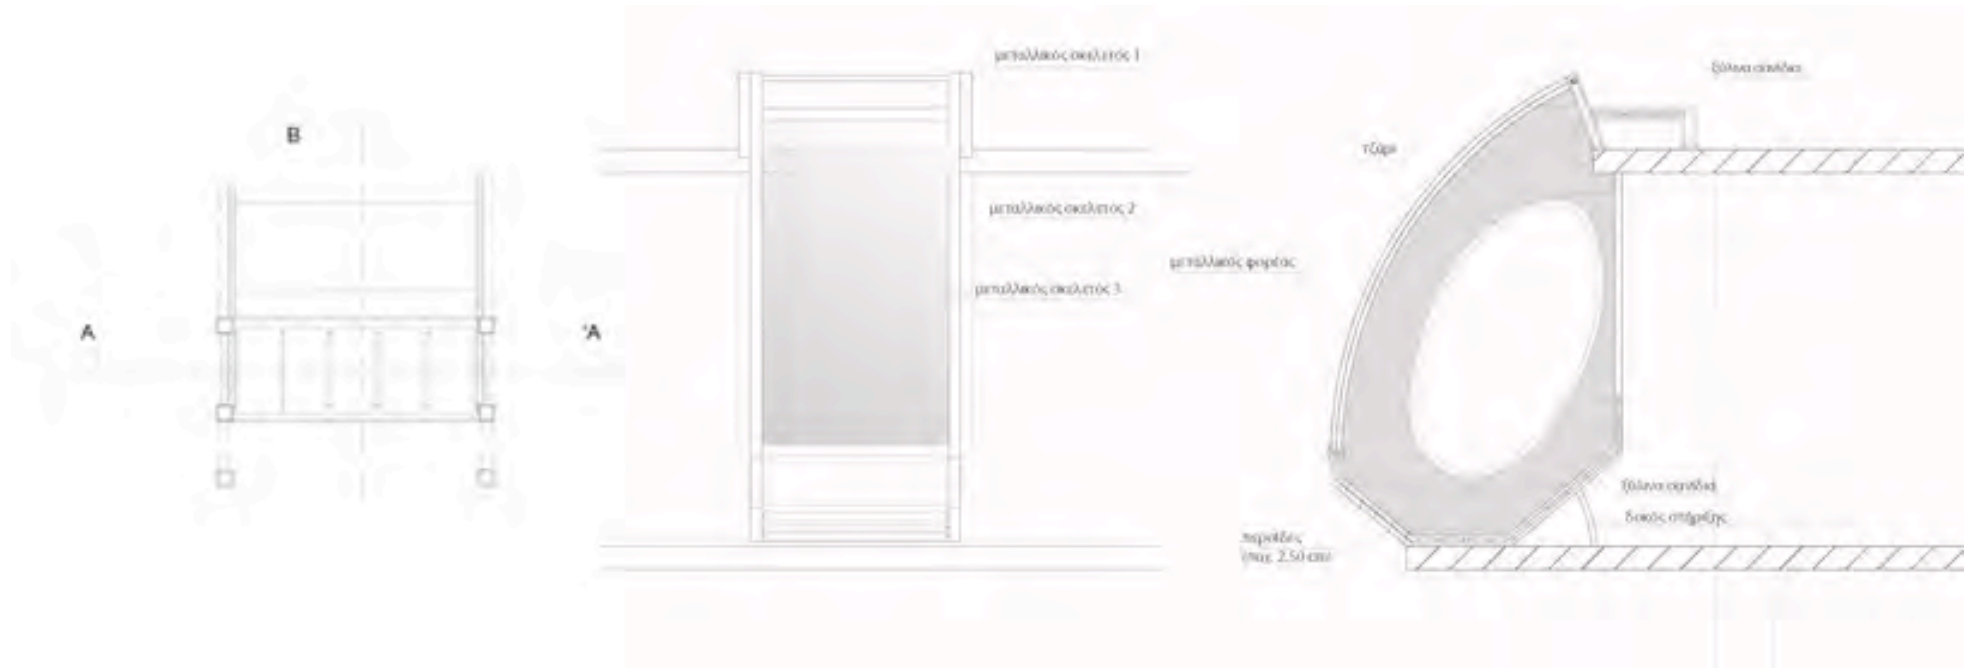 B
A
'A
μεταλλικός σκελετός 1
μεταλλικός σκελετός 2
μεταλλικός σκελετός 3
ξύλινα σανίδια
τζάμι
μεταλλικός φορέας
ξύλινα σανίδια
δοκός στήριξης
περσίδες
(παχ. 2.50 cm)